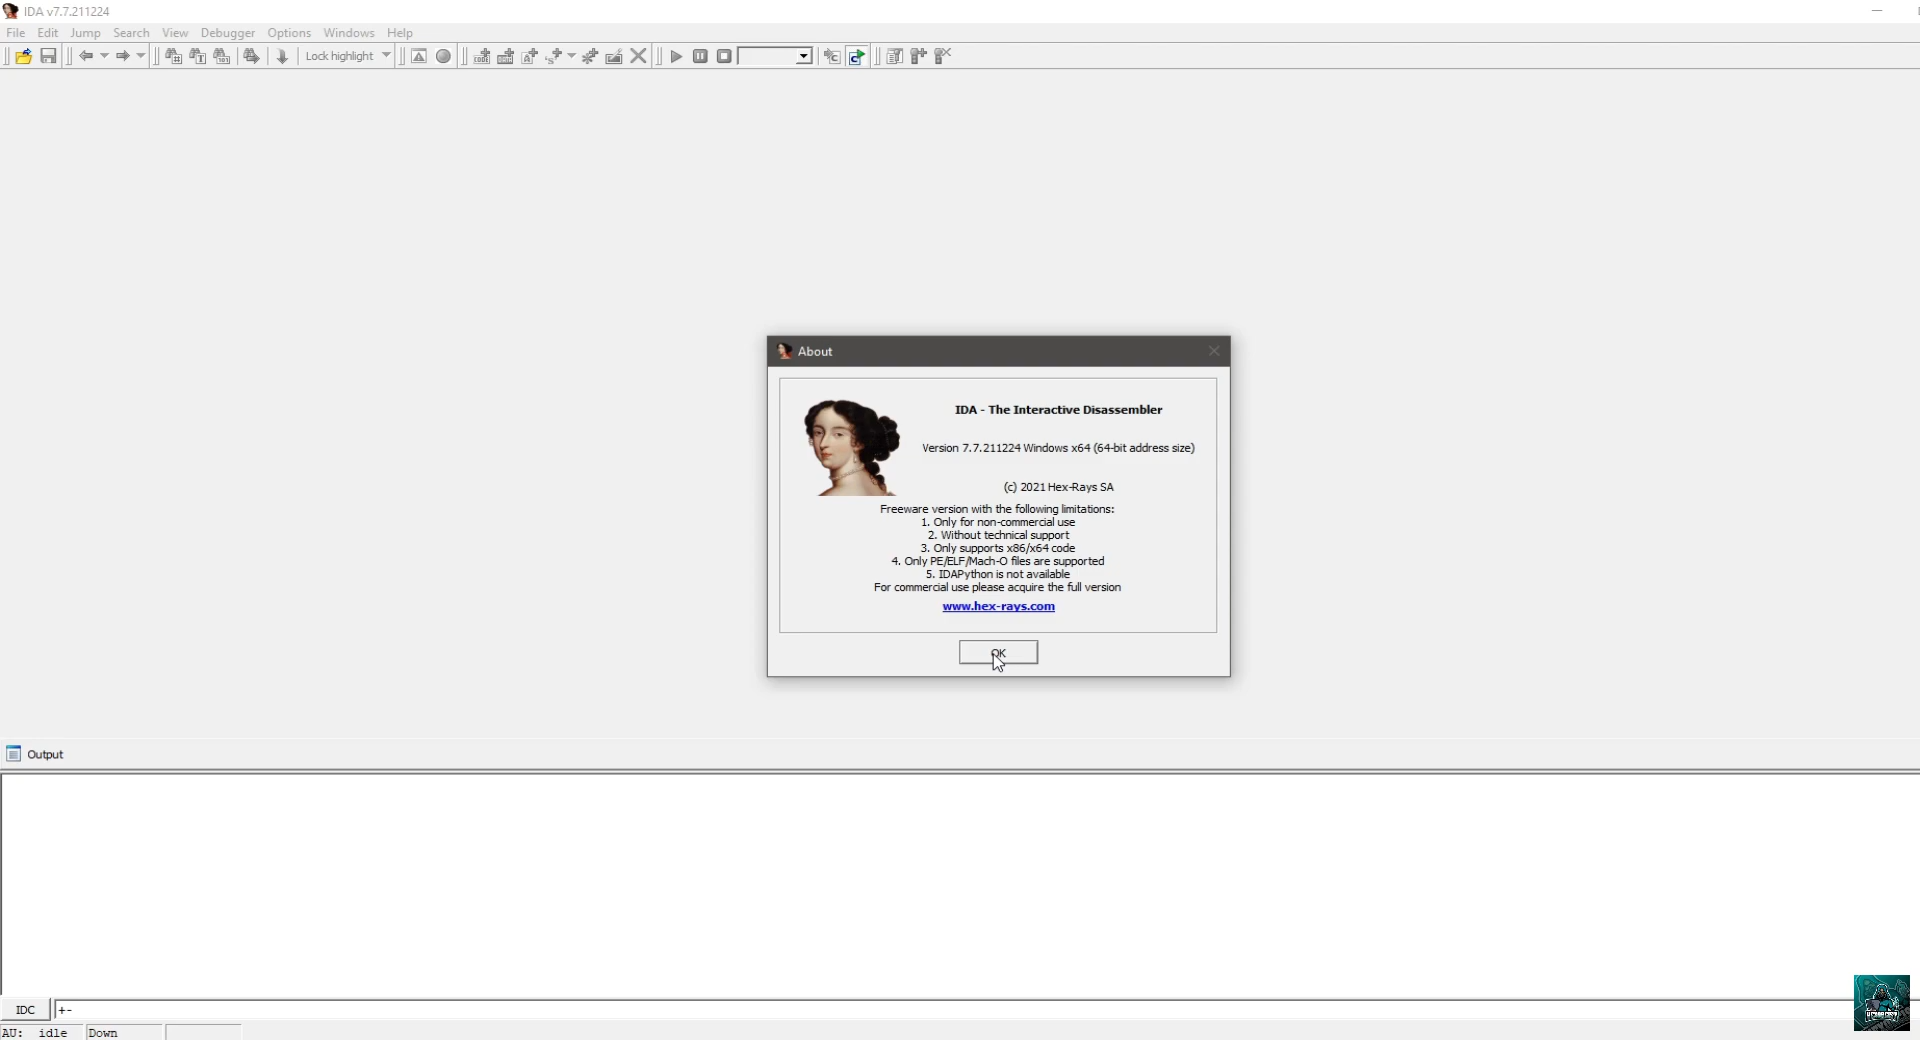 IDA v7.7.211224
File Edit Jump Search View Debugger Options Windows Help
Lock highlight
About
IDA - The Interactive Disassembler
Version 7.7.211224 Windows x64 (64-bit address size)
(c) 2021 Hex-Rays SA
Freeware version with the following limitations:
1. Only for non-commercial use
2. Without technical support
3. Only supports x86/x64 code
4. Only PE/ELF/Mach-O files are supported
5. IDAPython is not available
For commercial use please acquire the full version
www.hex-rays.com
OK
Output
IDC +-
AU: idle Down